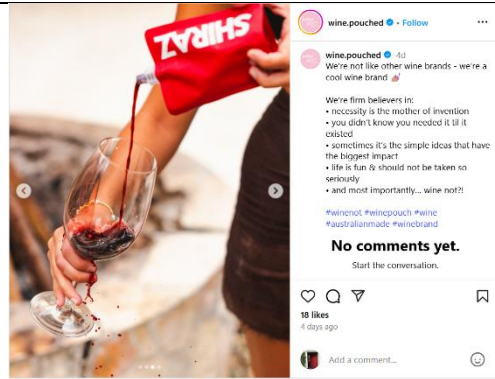 SHIRAZ
wine.pouched • Follow
wine.pouched 4d
We're not like other wine brands - we're a
cool wine brand 💅
We're firm believers in:
• necessity is the mother of invention
• you didn't know you needed it til it
existed
• sometimes it's the simple ideas that have
the biggest impact
• life is fun & should not be taken so
seriously
• and most importantly... wine not?!
#winenot #winepouch #wine
#australianmade #winebrand
No comments yet.
Start the conversation.
18 likes
4 days ago
Add a comment...